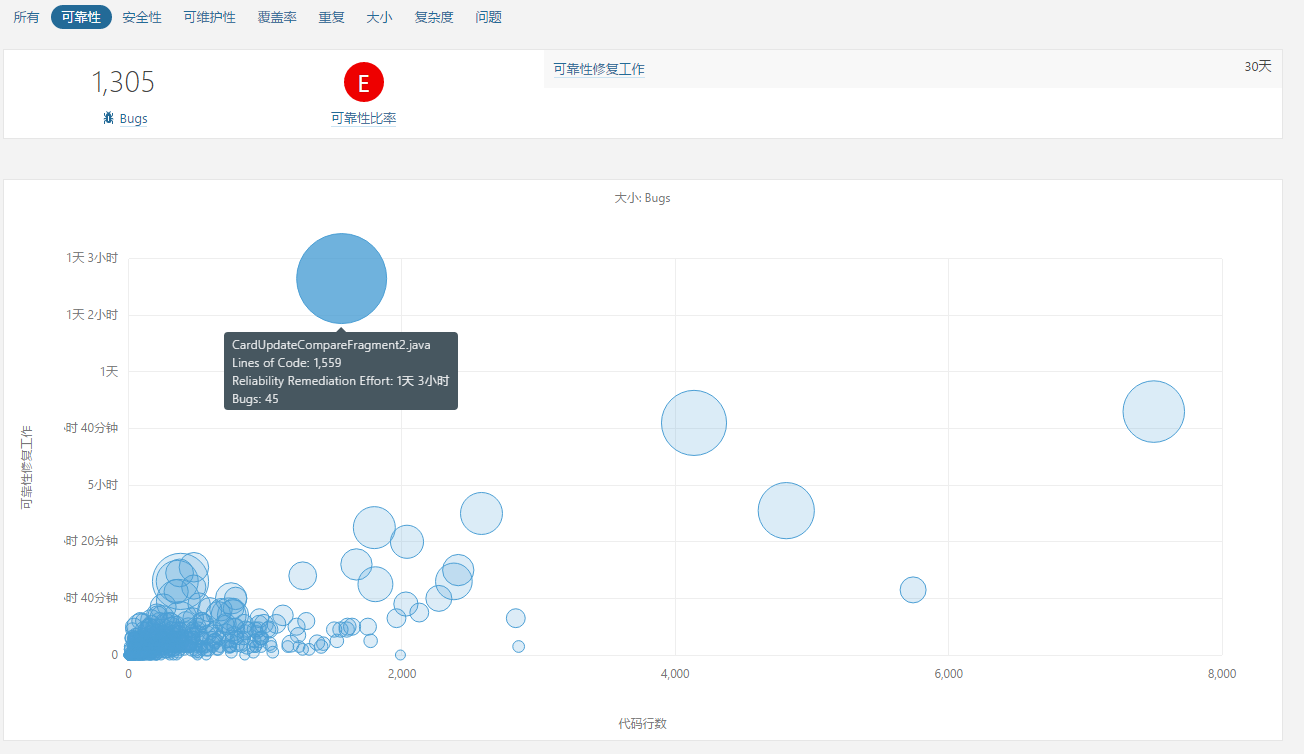 所有 可靠性 安全性 可维护性 覆盖率 重复 大小 复杂度 问题
1,305
Bugs
E
可靠性比率
可靠性修复工作 30天
大小: Bugs
1天 3小时
1天 2小时
1天
时 40分钟
5小时
时 20分钟
时 40分钟
0
可靠性修复工作
CardUpdateCompareFragment2.java
Lines of Code: 1,559
Reliability Remediation Effort: 1天 3小时
Bugs: 45
0 2,000 4,000 6,000 8,000
代码行数